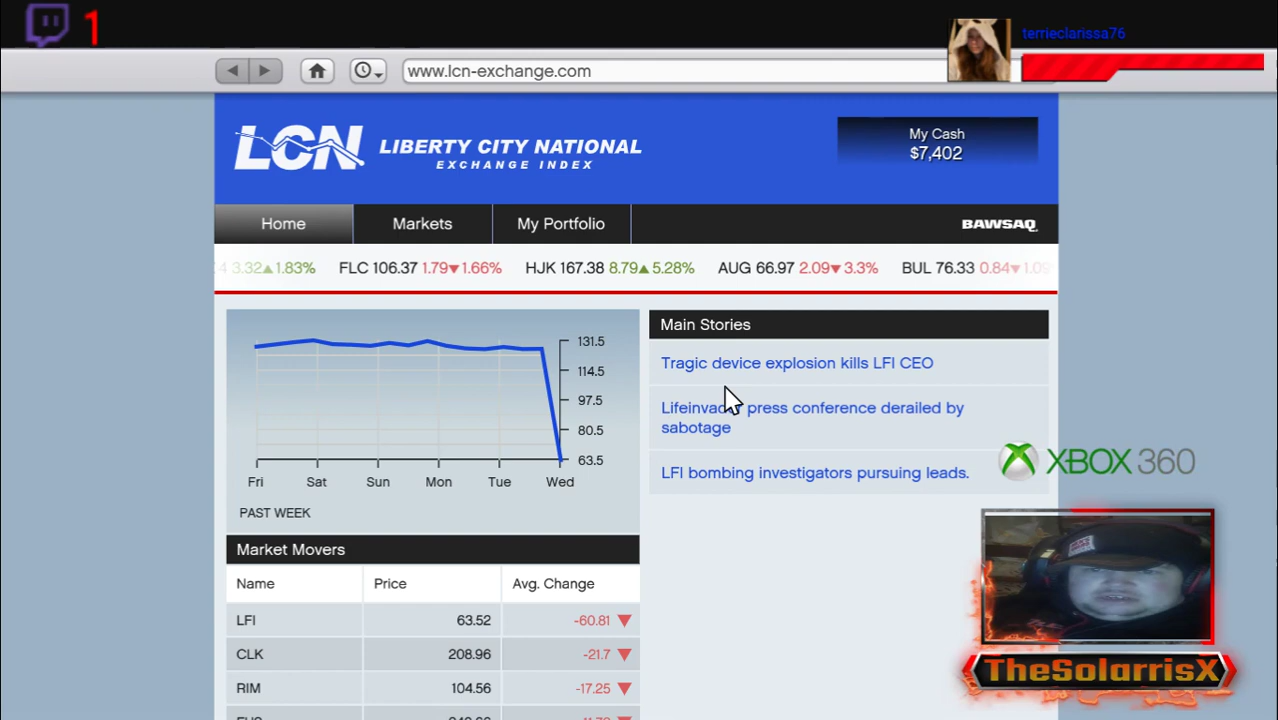 1
terrieclarissa76
www.lcn-exchange.com
LCN LIBERTY CITY NATIONAL
EXCHANGE INDEX
My Cash
$7,402
Home Markets My Portfolio BAWSAQ
3.32▲1.83% FLC 106.37 1.79▼1.66% HJK 167.38 8.79▲5.28% AUG 66.97 2.09▼3.3% BUL 76.33 0.84▼1.09
131.5
114.5
97.5
80.5
63.5
Fri Sat Sun Mon Tue Wed
PAST WEEK
Main Stories
Tragic device explosion kills LFI CEO
press conference derailed by
sabotage
LFI bombing investigators pursuing leads.
XBOX 360
Market Movers
Name Price Avg. Change
LFI 63.52 -60.81 ▼
CLK 208.96 -21.7 ▼
RIM 104.56 -17.25 ▼
TheSolarrisX